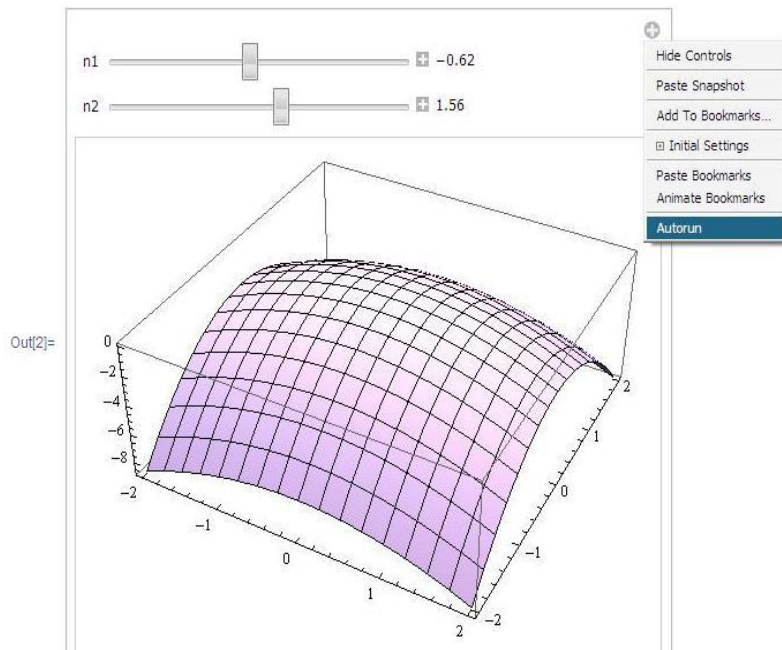 n1 −0.62
n2 1.56
Hide Controls
Paste Snapshot
Add To Bookmarks...
Initial Settings
Paste Bookmarks
Animate Bookmarks
Autorun
Out[2]=
0
−2
−4
−6
−8
−2
−1
0
1
2
−2
−1
0
1
2